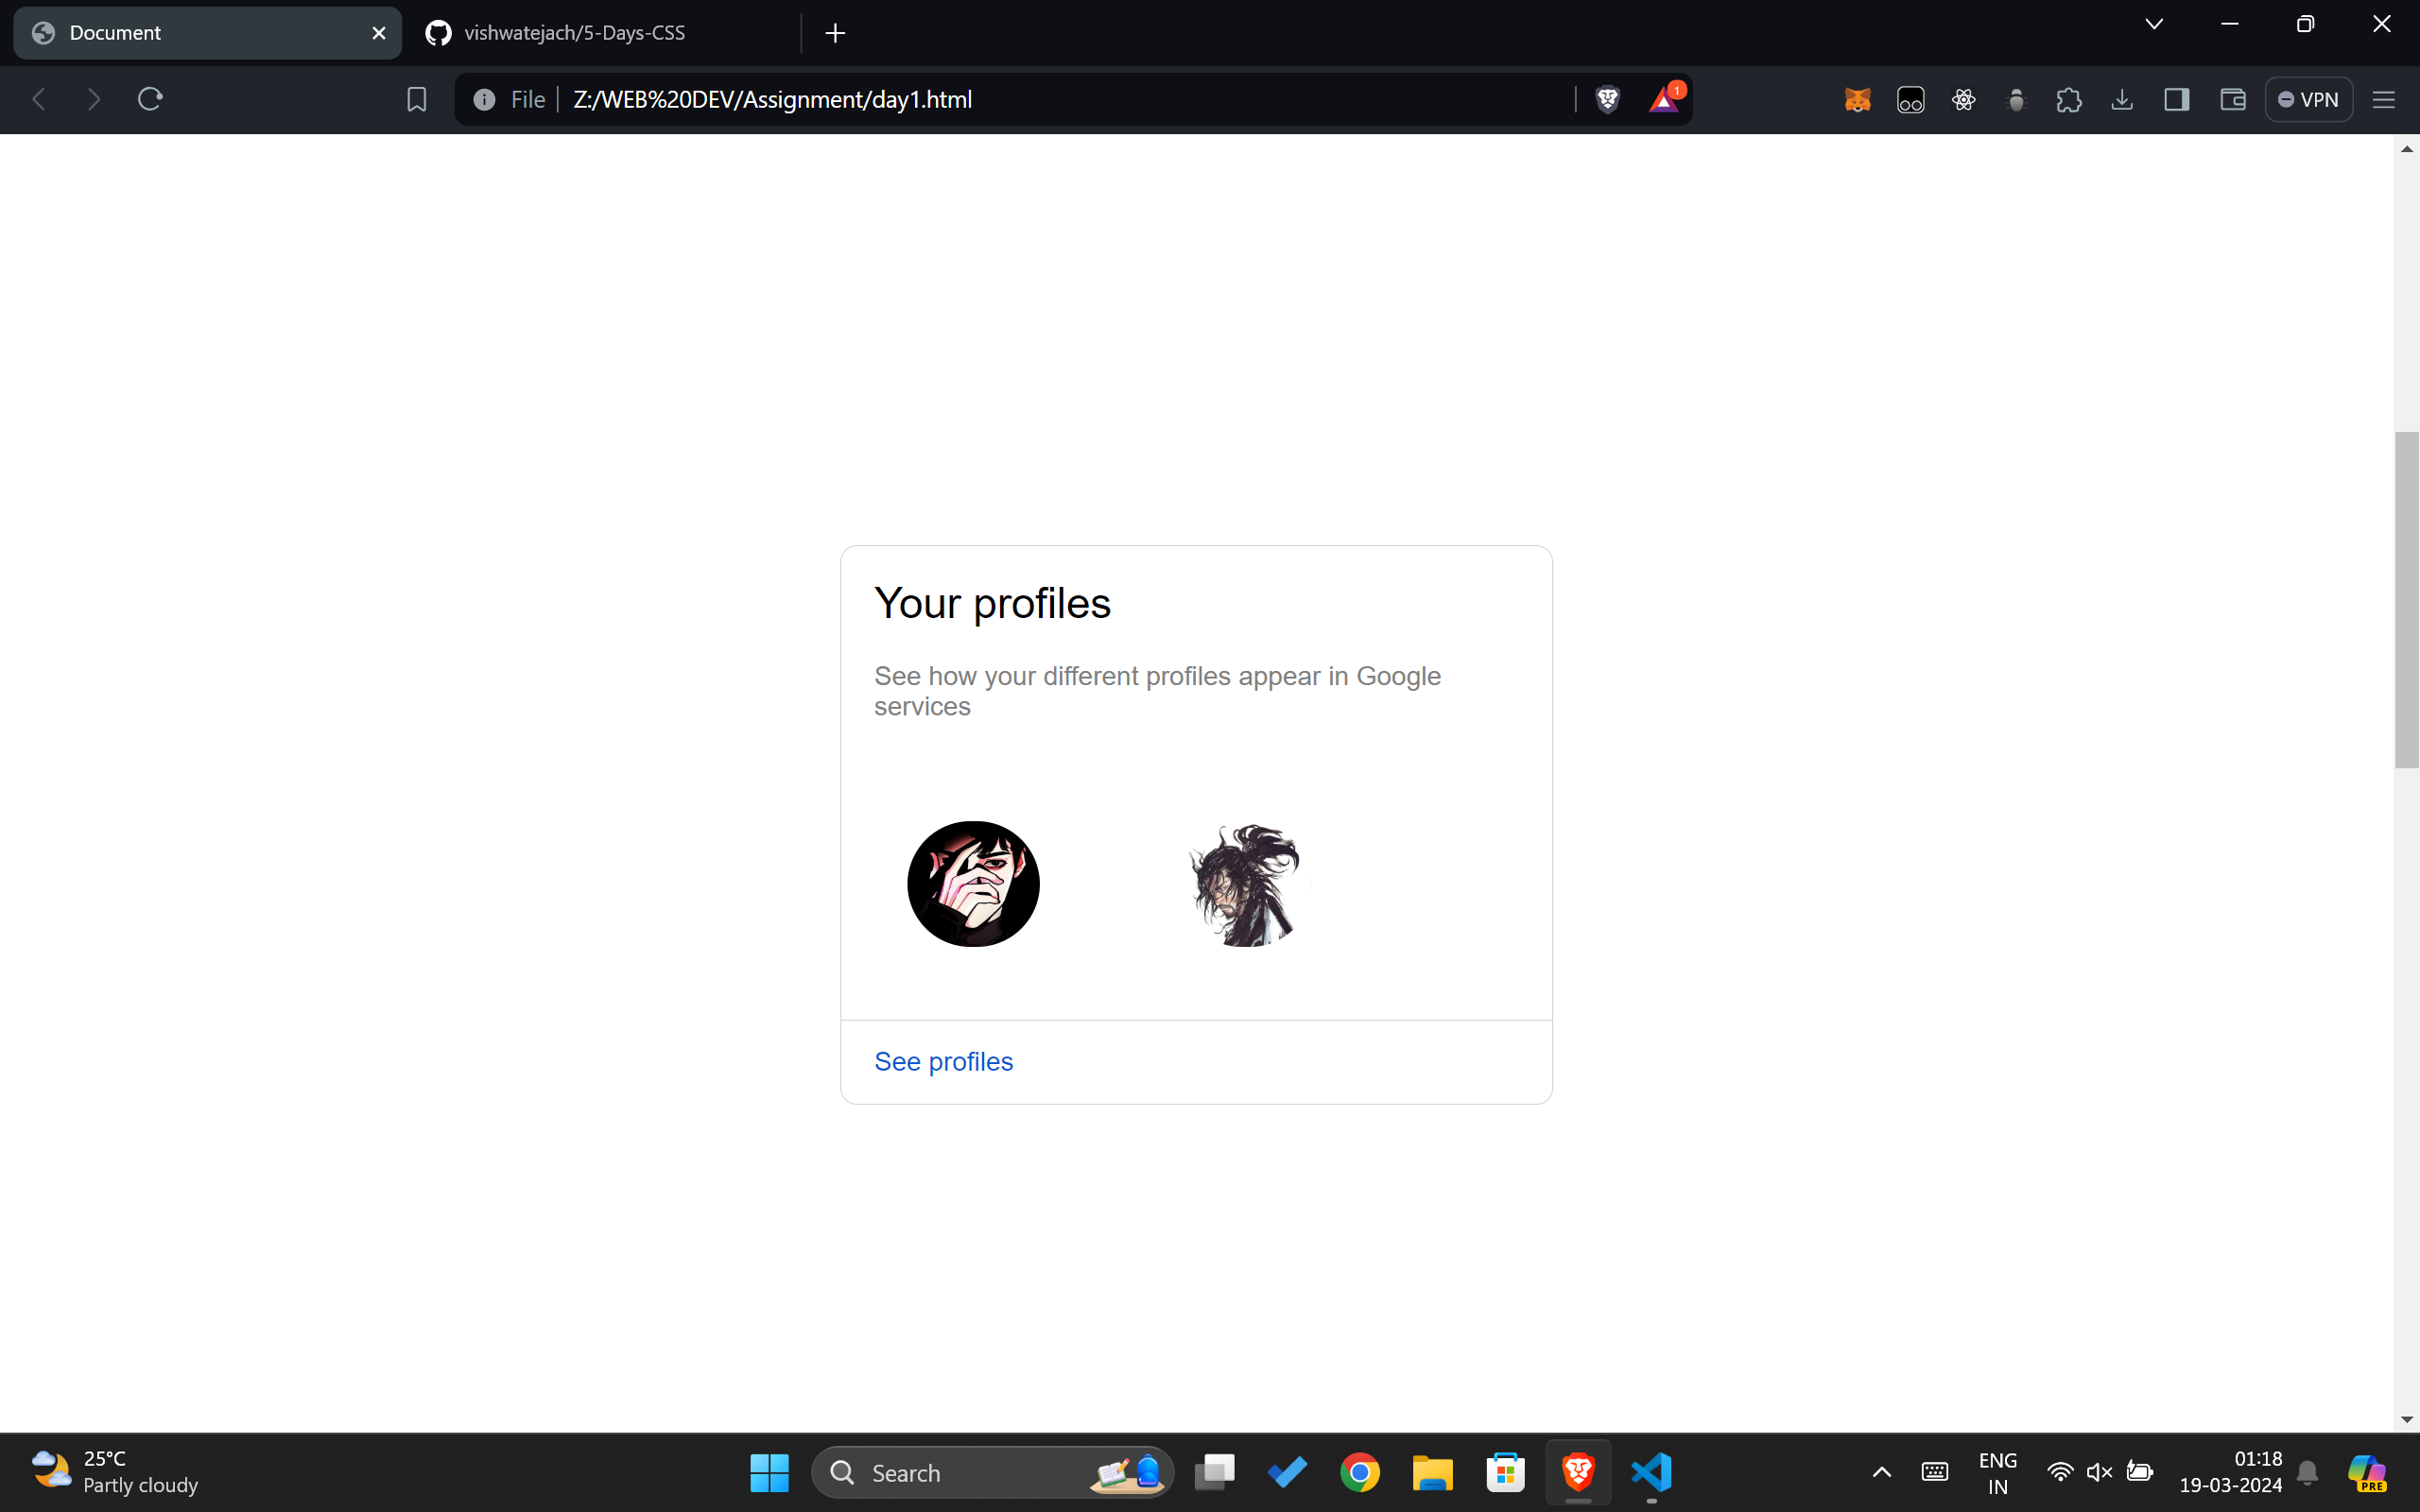 Document
vishwatejach/5-Days-CSS
File
Z:/WEB%20DEV/Assignment/day1.html
1
VPN
Your profiles
See how your different profiles appear in Google
services
See profiles
25°C
Partly cloudy
Search
ENG
IN
01:18
19-03-2024
PRE